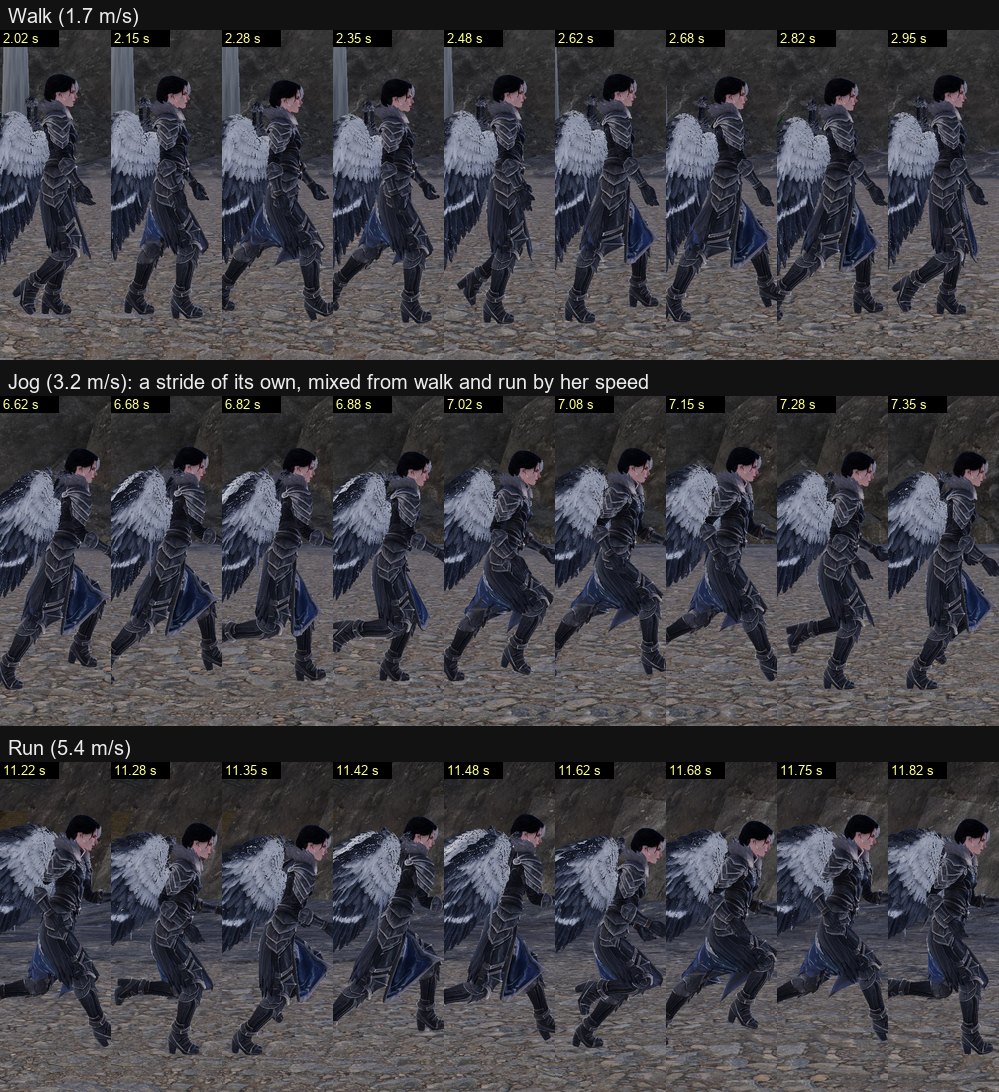 Walk (1.7 m/s)
2.02 s 2.15 s 2.28 s 2.35 s 2.48 s 2.62 s 2.68 s 2.82 s 2.95 s
Jog (3.2 m/s): a stride of its own, mixed from walk and run by her speed
6.62 s 6.68 s 6.82 s 6.88 s 7.02 s 7.08 s 7.15 s 7.28 s 7.35 s
Run (5.4 m/s)
11.22 s 11.28 s 11.35 s 11.42 s 11.48 s 11.62 s 11.68 s 11.75 s 11.82 s